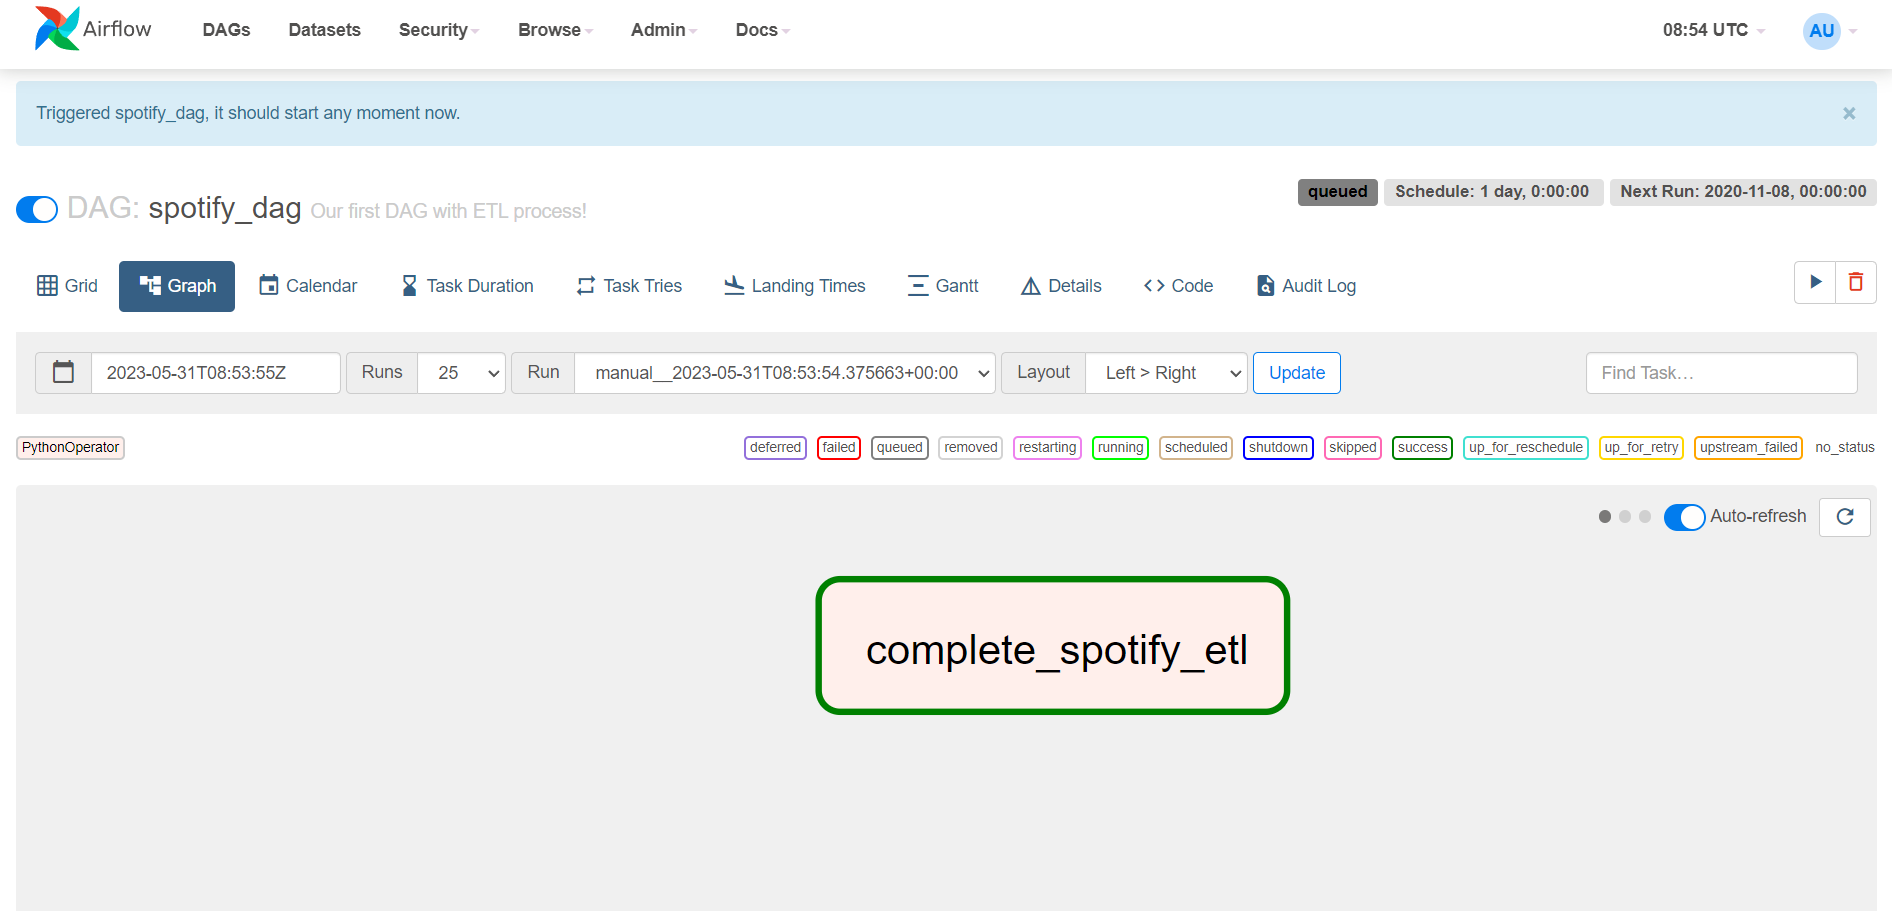 Airflow DAGs Datasets Security Browse Admin Docs 08:54 UTC AU
Triggered spotify_dag, it should start any moment now. ×
queued Schedule: 1 day, 0:00:00 Next Run: 2020-11-08, 00:00:00
DAG: spotify_dag Our first DAG with ETL process!
Grid Graph Calendar Task Duration Task Tries Landing Times Gantt Details Code Audit Log
2023-05-31T08:53:55Z Runs 25 Run manual__2023-05-31T08:53:54.375663+00:00 Layout Left > Right Update Find Task…
PythonOperator deferred failed queued removed restarting running scheduled shutdown skipped success up_for_reschedule up_for_retry upstream_failed no_status
Auto-refresh
complete_spotify_etl